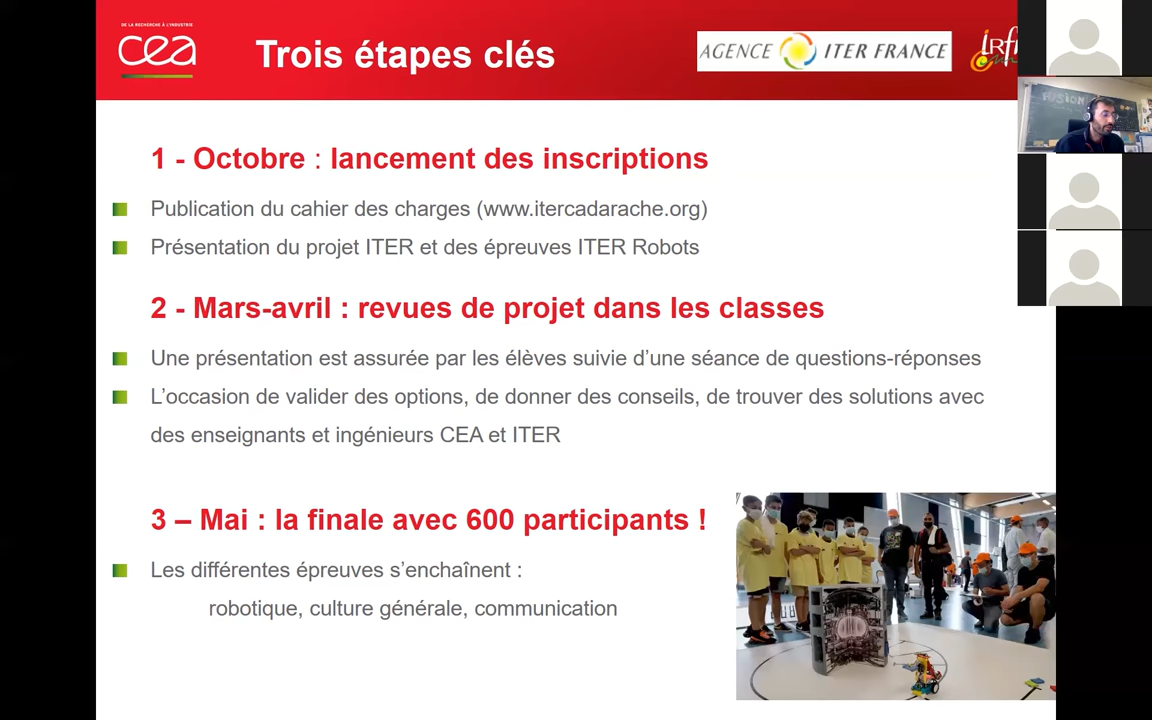 DE LA RECHERCHE À L'INDUSTRIE
cea
Trois étapes clés
AGENCE ITER FRANCE
1 - Octobre : lancement des inscriptions
Publication du cahier des charges (www.itercadarache.org)
Présentation du projet ITER et des épreuves ITER Robots
2 - Mars-avril : revues de projet dans les classes
Une présentation est assurée par les élèves suivie d’une séance de questions-réponses
L’occasion de valider des options, de donner des conseils, de trouver des solutions avec
des enseignants et ingénieurs CEA et ITER
3 – Mai : la finale avec 600 participants !
Les différentes épreuves s’enchaînent :
robotique, culture générale, communication